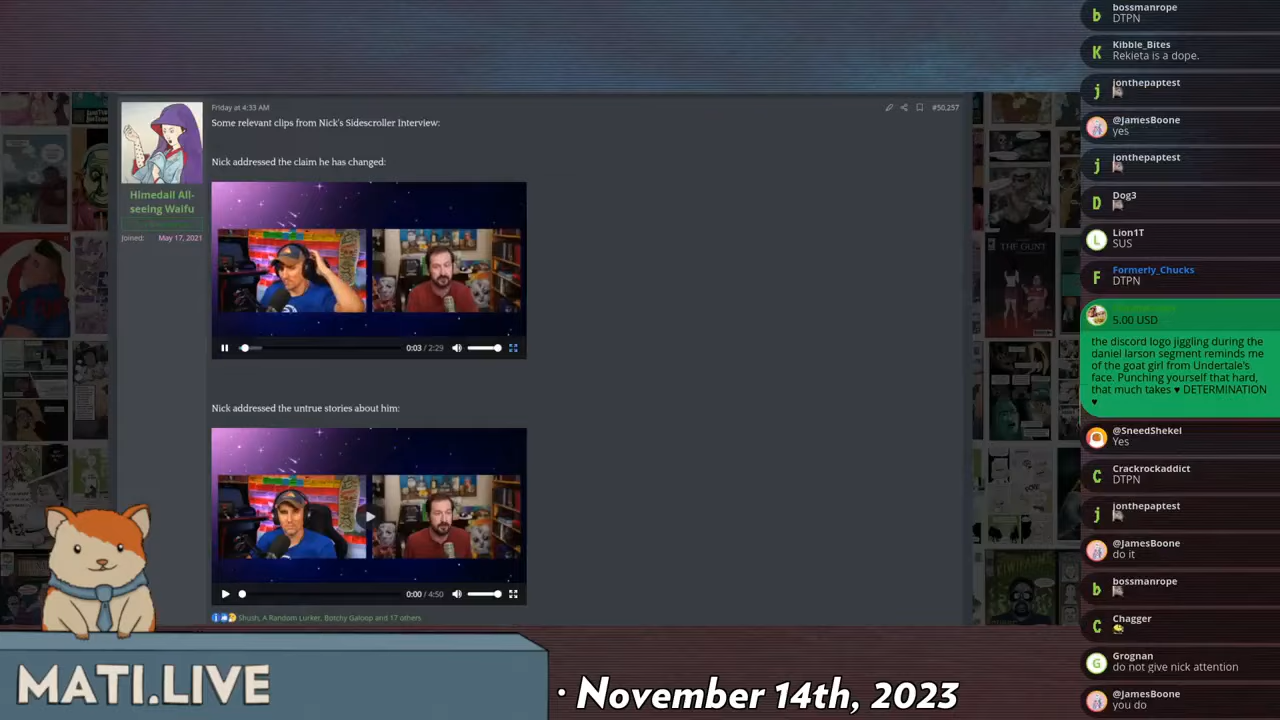 Friday at 4:33 AM
#50,257
Some relevant clips from Nick's Sidescroller Interview:
Nick addressed the claim he has changed:
Himedall All-
seeing Waifu
Joined: May 17, 2021
0:03 / 2:29
Nick addressed the untrue stories about him:
0:00 / 4:50
Shush, A Random Lurker, Botchy Galoop and 17 others
MATI.LIVE
· November 14th, 2023
b
bossmanrope
DTPN
K
Kibble_Bites
Rekieta is a dope.
j
jonthepaptest
@JamesBoone
yes
j
jonthepaptest
D
Dog3
L
Lion1T
SUS
F
Formerly_Chucks
DTPN
5.00 USD
the discord logo jiggling during the
daniel larson segment reminds me
of the goat girl from Undertale's
face. Punching yourself that hard,
that much takes ♥ DETERMINATION
♥
@SneedShekel
Yes
C
Crackrockaddict
DTPN
j
jonthepaptest
@JamesBoone
do it
b
bossmanrope
C
Chagger
G
Grognan
do not give nick attention
@JamesBoone
you do